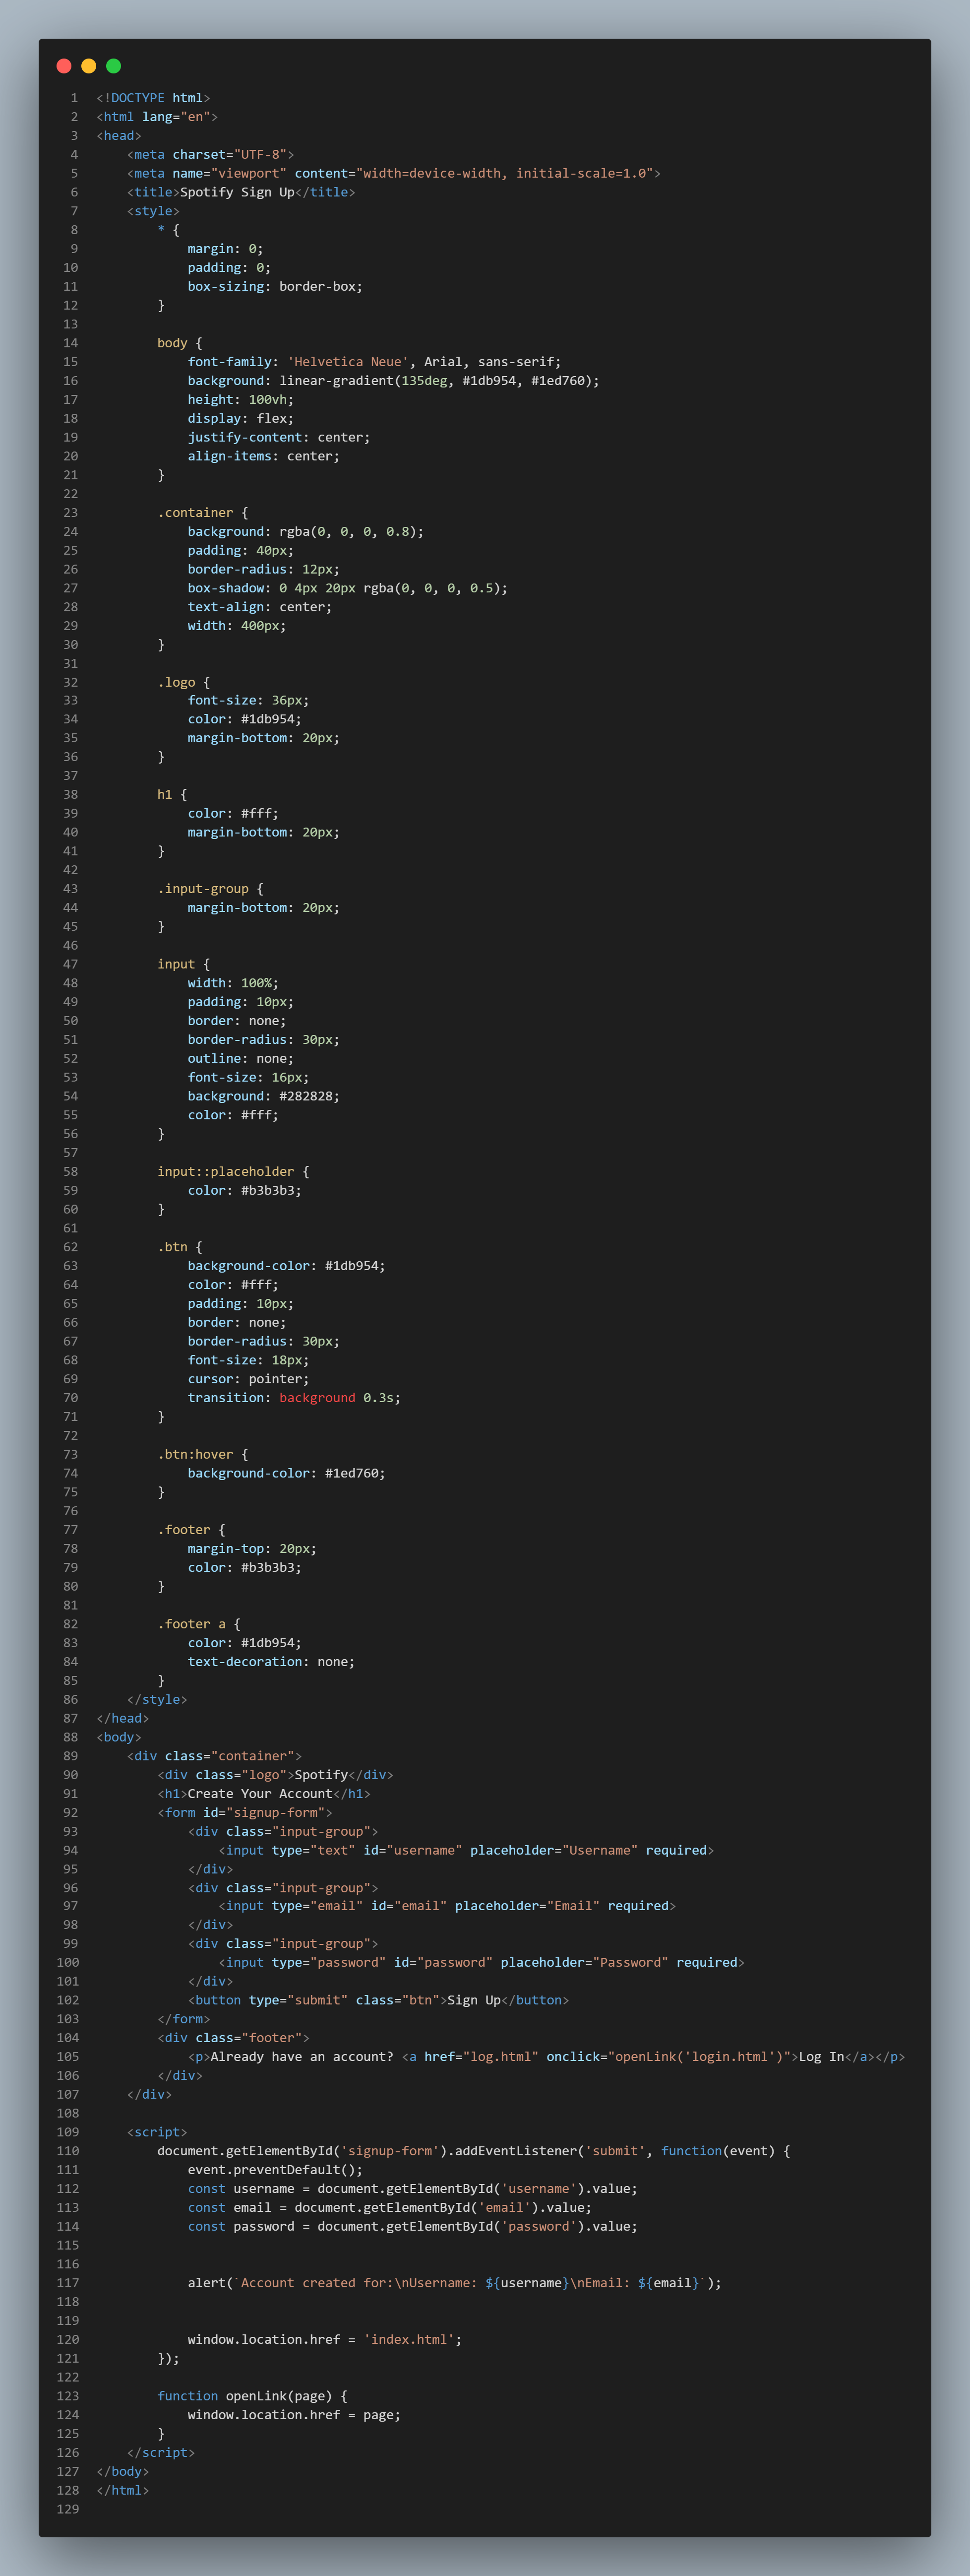 1 <!DOCTYPE html>
2 <html lang="en">
3 <head>
4     <meta charset="UTF-8">
5     <meta name="viewport" content="width=device-width, initial-scale=1.0">
6     <title>Spotify Sign Up</title>
7     <style>
8         * {
9             margin: 0;
10             padding: 0;
11             box-sizing: border-box;
12         }
13
14         body {
15             font-family: 'Helvetica Neue', Arial, sans-serif;
16             background: linear-gradient(135deg, #1db954, #1ed760);
17             height: 100vh;
18             display: flex;
19             justify-content: center;
20             align-items: center;
21         }
22
23         .container {
24             background: rgba(0, 0, 0, 0.8);
25             padding: 40px;
26             border-radius: 12px;
27             box-shadow: 0 4px 20px rgba(0, 0, 0, 0.5);
28             text-align: center;
29             width: 400px;
30         }
31
32         .logo {
33             font-size: 36px;
34             color: #1db954;
35             margin-bottom: 20px;
36         }
37
38         h1 {
39             color: #fff;
40             margin-bottom: 20px;
41         }
42
43         .input-group {
44             margin-bottom: 20px;
45         }
46
47         input {
48             width: 100%;
49             padding: 10px;
50             border: none;
51             border-radius: 30px;
52             outline: none;
53             font-size: 16px;
54             background: #282828;
55             color: #fff;
56         }
57
58         input::placeholder {
59             color: #b3b3b3;
60         }
61
62         .btn {
63             background-color: #1db954;
64             color: #fff;
65             padding: 10px;
66             border: none;
67             border-radius: 30px;
68             font-size: 18px;
69             cursor: pointer;
70             transition: background 0.3s;
71         }
72
73         .btn:hover {
74             background-color: #1ed760;
75         }
76
77         .footer {
78             margin-top: 20px;
79             color: #b3b3b3;
80         }
81
82         .footer a {
83             color: #1db954;
84             text-decoration: none;
85         }
86     </style>
87 </head>
88 <body>
89     <div class="container">
90         <div class="logo">Spotify</div>
91         <h1>Create Your Account</h1>
92         <form id="signup-form">
93             <div class="input-group">
94                 <input type="text" id="username" placeholder="Username" required>
95             </div>
96             <div class="input-group">
97                 <input type="email" id="email" placeholder="Email" required>
98             </div>
99             <div class="input-group">
100                 <input type="password" id="password" placeholder="Password" required>
101             </div>
102             <button type="submit" class="btn">Sign Up</button>
103         </form>
104         <div class="footer">
105             <p>Already have an account? <a href="log.html" onclick="openLink('login.html')">Log In</a></p>
106         </div>
107     </div>
108
109     <script>
110         document.getElementById('signup-form').addEventListener('submit', function(event) {
111             event.preventDefault();
112             const username = document.getElementById('username').value;
113             const email = document.getElementById('email').value;
114             const password = document.getElementById('password').value;
115
116
117             alert(`Account created for:\nUsername: ${username}\nEmail: ${email}`);
118
119
120             window.location.href = 'index.html';
121         });
122
123         function openLink(page) {
124             window.location.href = page;
125         }
126     </script>
127 </body>
128 </html>
129